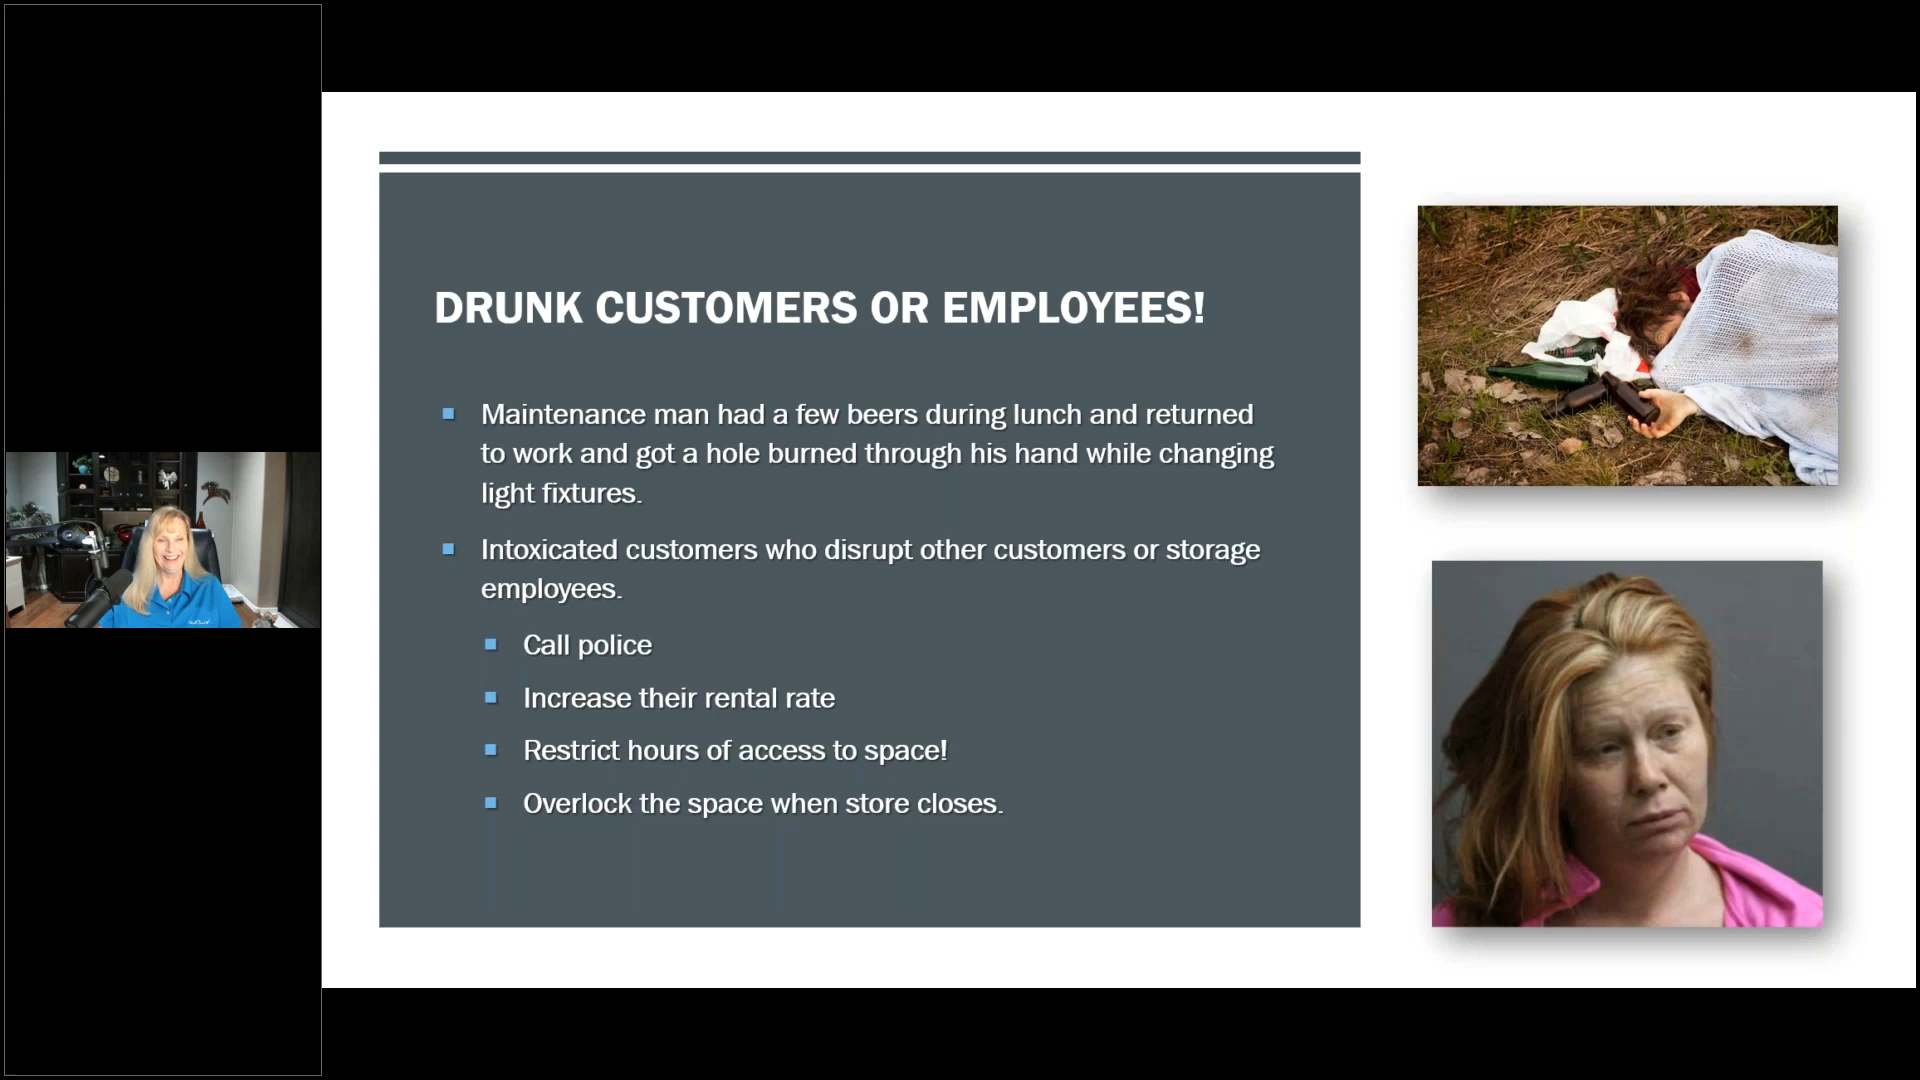 DRUNK CUSTOMERS OR EMPLOYEES!
Maintenance man had a few beers during lunch and returned
to work and got a hole burned through his hand while changing
light fixtures.
Intoxicated customers who disrupt other customers or storage
employees.
Call police
Increase their rental rate
Restrict hours of access to space!
Overlock the space when store closes.